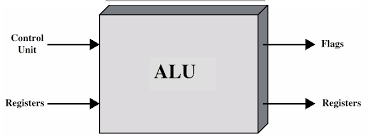 Control
Unit
Flags
ALU
Registers
Registers